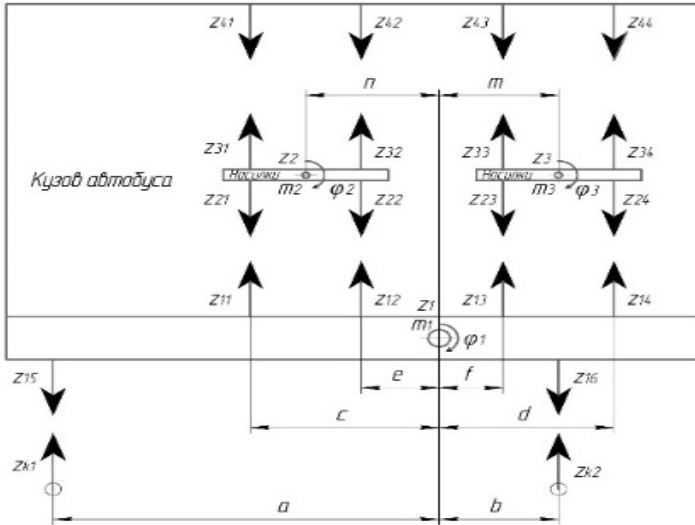 Z41 Z42 Z43 Z44
n m
Z31 Z2 Z32 Z33 Z3 Z34
Кузов автобуса Носилки Носилки
m2 φ2 m3 φ3
Z21 Z22 Z23 Z24
Z11 Z12 Z1 Z13 Z14
m1 φ1
Z15 Z16
e f
c d
Zk1 Zk2
a b